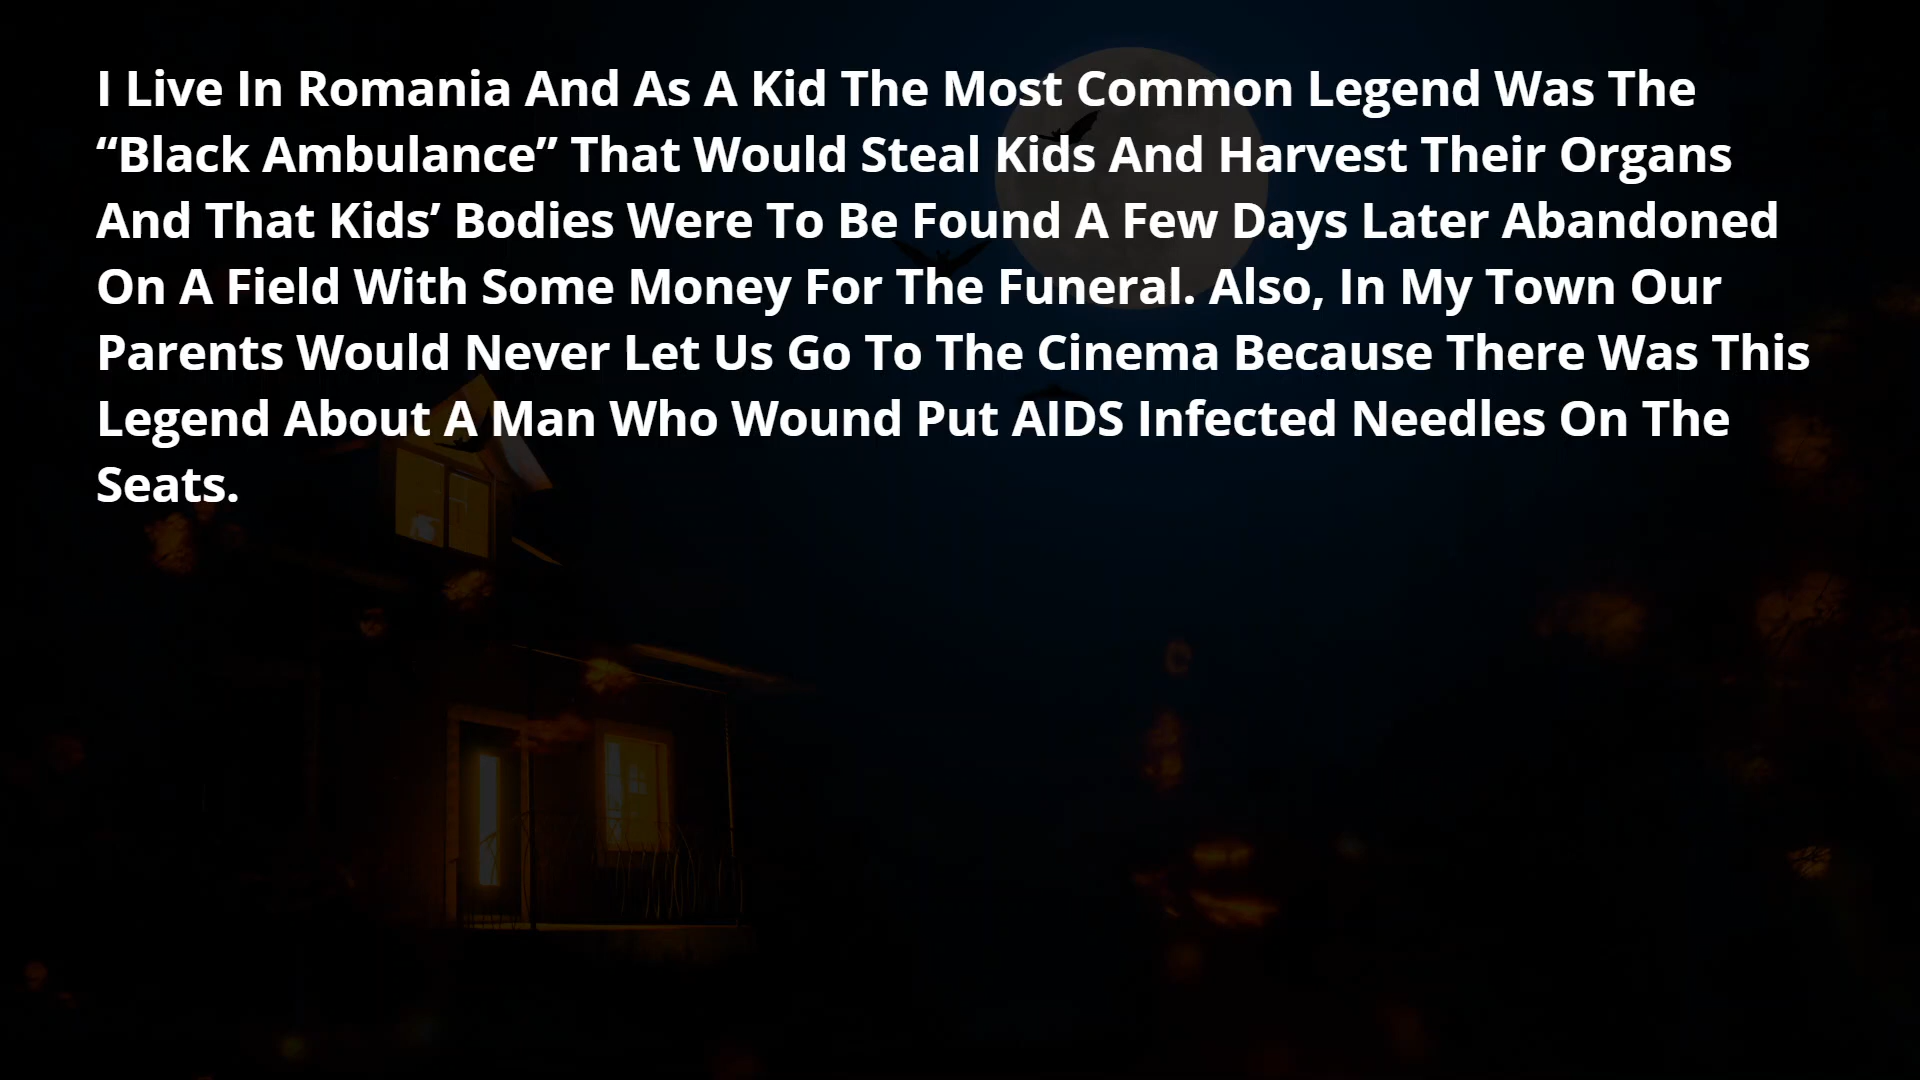 I Live In Romania And As A Kid The Most Common Legend Was The
“Black Ambulance” That Would Steal Kids And Harvest Their Organs
And That Kids’ Bodies Were To Be Found A Few Days Later Abandoned
On A Field With Some Money For The Funeral. Also, In My Town Our
Parents Would Never Let Us Go To The Cinema Because There Was This
Legend About A Man Who Wound Put AIDS Infected Needles On The
Seats.